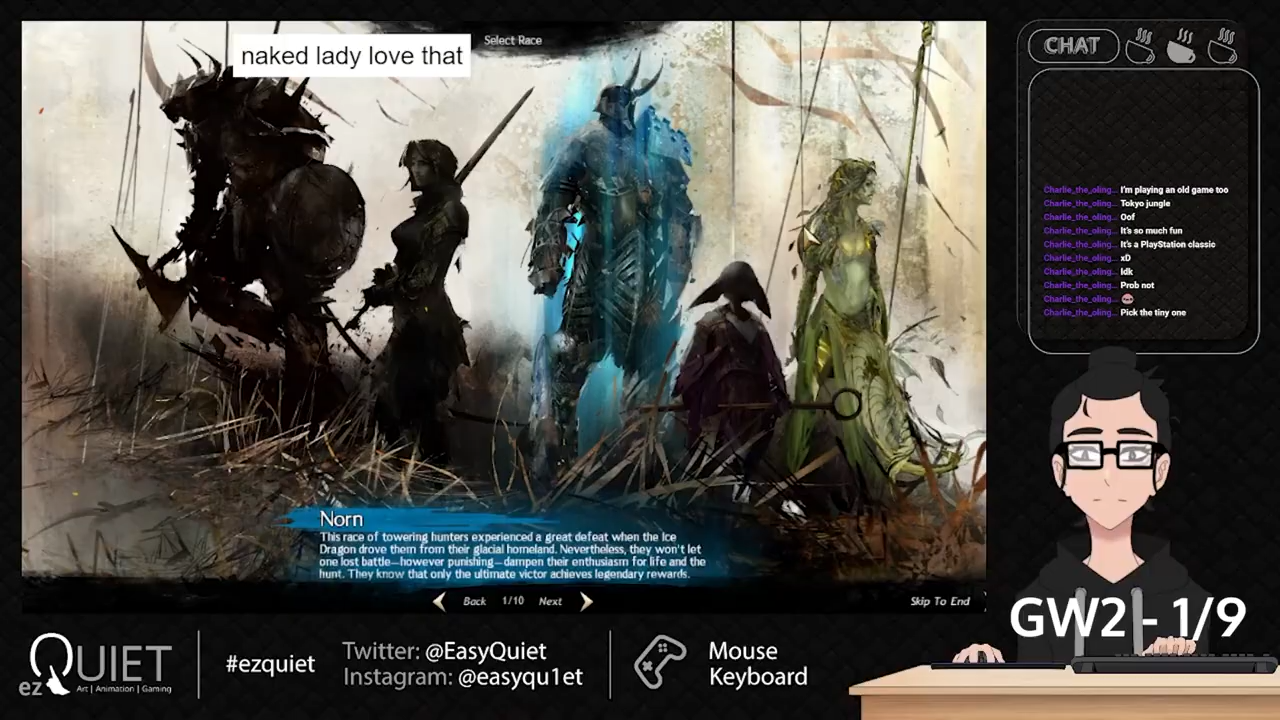 naked lady love that
Select Race
CHAT
Charlie_the_oling... I'm playing an old game too
Charlie_the_oling... Tokyo jungle
Charlie_the_oling... Oof
Charlie_the_oling... It's so much fun
Charlie_the_oling... It's a PlayStation classic
Charlie_the_oling... xD
Charlie_the_oling... Idk
Charlie_the_oling... Prob not
Charlie_the_oling...
Charlie_the_oling... Pick the tiny one
Norn
This race of towering hunters experienced a great defeat when the Ice
Dragon drove them from their glacial homeland. Nevertheless, they won't let
one lost battle—however punishing—dampen their enthusiasm for life and the
hunt. They know that only the ultimate victor achieves legendary rewards.
Back 1/10 Next
Skip To End
GW2 - 1/9
ez QUIET
Art | Animation | Gaming
#ezquiet
Twitter: @EasyQuiet
Instagram: @easyqu1et
Mouse
Keyboard